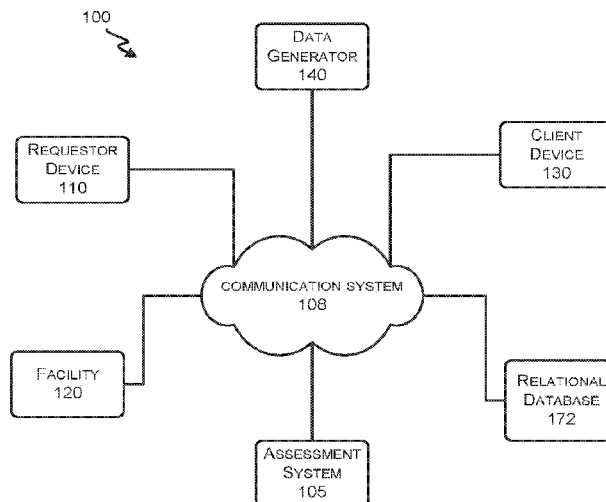 100
DATA
GENERATOR
140
REQUESTOR
DEVICE
110
CLIENT
DEVICE
130
COMMUNICATION SYSTEM
108
FACILITY
120
RELATIONAL
DATABASE
172
ASSESSMENT
SYSTEM
105